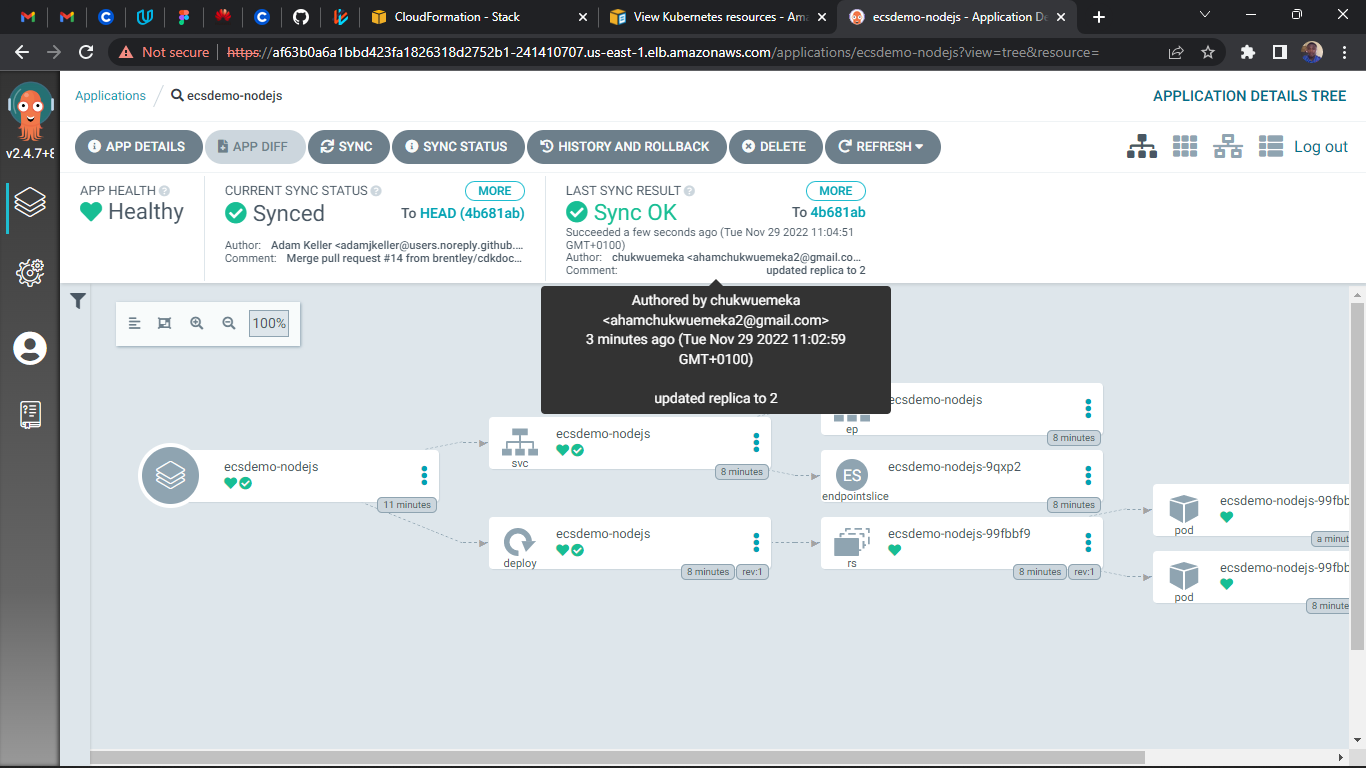 CloudFormation - Stack
View Kubernetes resources - Ama
ecsdemo-nodejs - Application De
Not secure https://af63b0a6a1bbd423fa1826318d2752b1-241410707.us-east-1.elb.amazonaws.com/applications/ecsdemo-nodejs?view=tree&resource=
v2.4.7+8
Applications / ecsdemo-nodejs
APPLICATION DETAILS TREE
APP DETAILS
APP DIFF
SYNC
SYNC STATUS
HISTORY AND ROLLBACK
DELETE
REFRESH
Log out
APP HEALTH
Healthy
CURRENT SYNC STATUS
MORE
Synced
To HEAD (4b681ab)
Author: Adam Keller <adamjkeller@users.noreply.github....
Comment: Merge pull request #14 from brentley/cdkdoc...
LAST SYNC RESULT
MORE
Sync OK
To 4b681ab
Succeeded a few seconds ago (Tue Nov 29 2022 11:04:51
GMT+0100)
Author: chukwuemeka <ahamchukwuemeka2@gmail.co...
Comment: updated replica to 2
Authored by chukwuemeka
<ahamchukwuemeka2@gmail.com>
3 minutes ago (Tue Nov 29 2022 11:02:59
GMT+0100)
updated replica to 2
100%
ecsdemo-nodejs
11 minutes
svc
ecsdemo-nodejs
8 minutes
deploy
ecsdemo-nodejs
8 minutes
rev:1
ep
ecsdemo-nodejs
8 minutes
ES
endpointslice
ecsdemo-nodejs-9qxp2
8 minutes
rs
ecsdemo-nodejs-99fbbf9
8 minutes
rev:1
pod
ecsdemo-nodejs-99fbb
a minut
pod
ecsdemo-nodejs-99fbb
8 minute